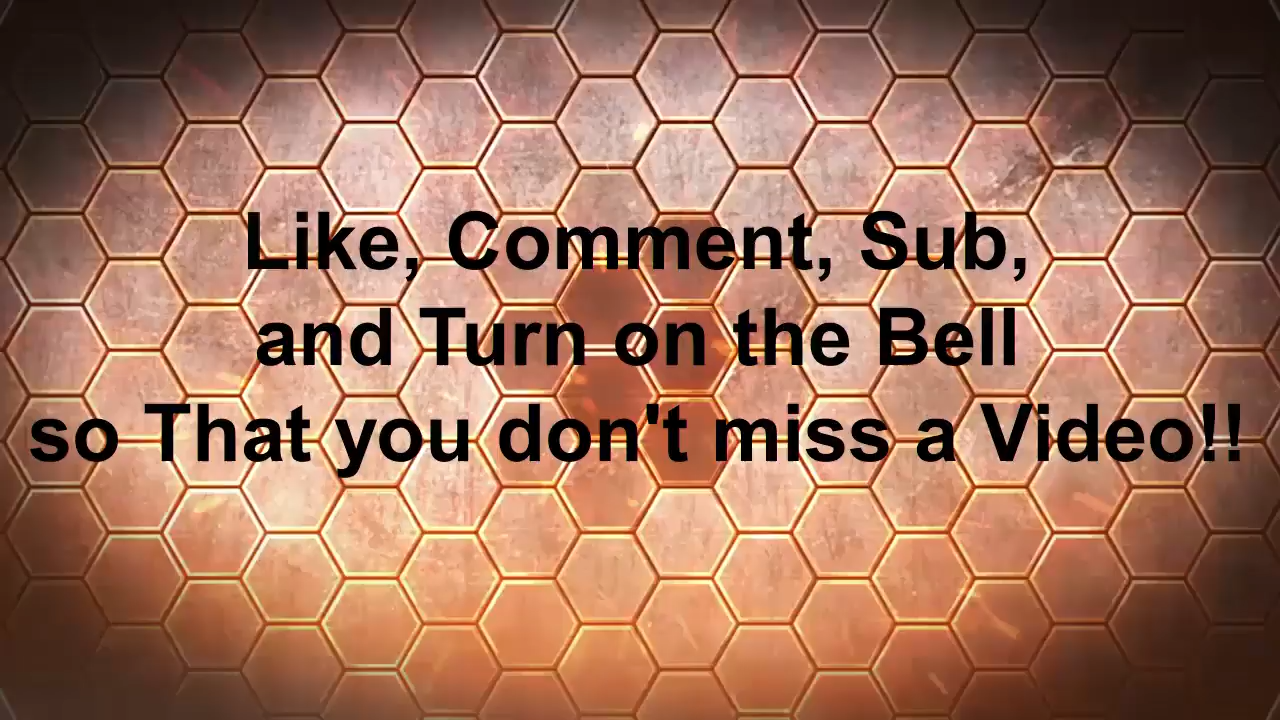 Like, Comment, Sub,
and Turn on the Bell
so That you don't miss a Video!!